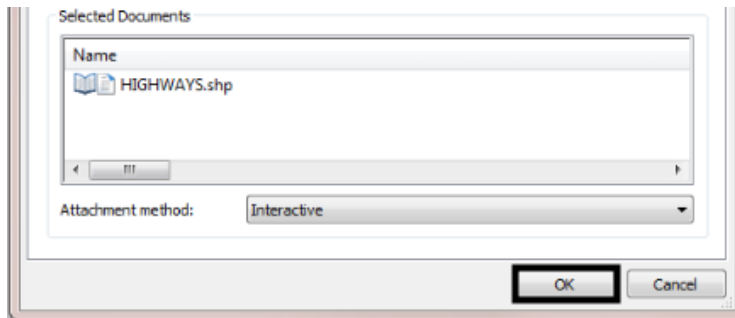 Selected Documents
Name
HIGHWAYS.shp
Attachment method: Interactive
OK Cancel